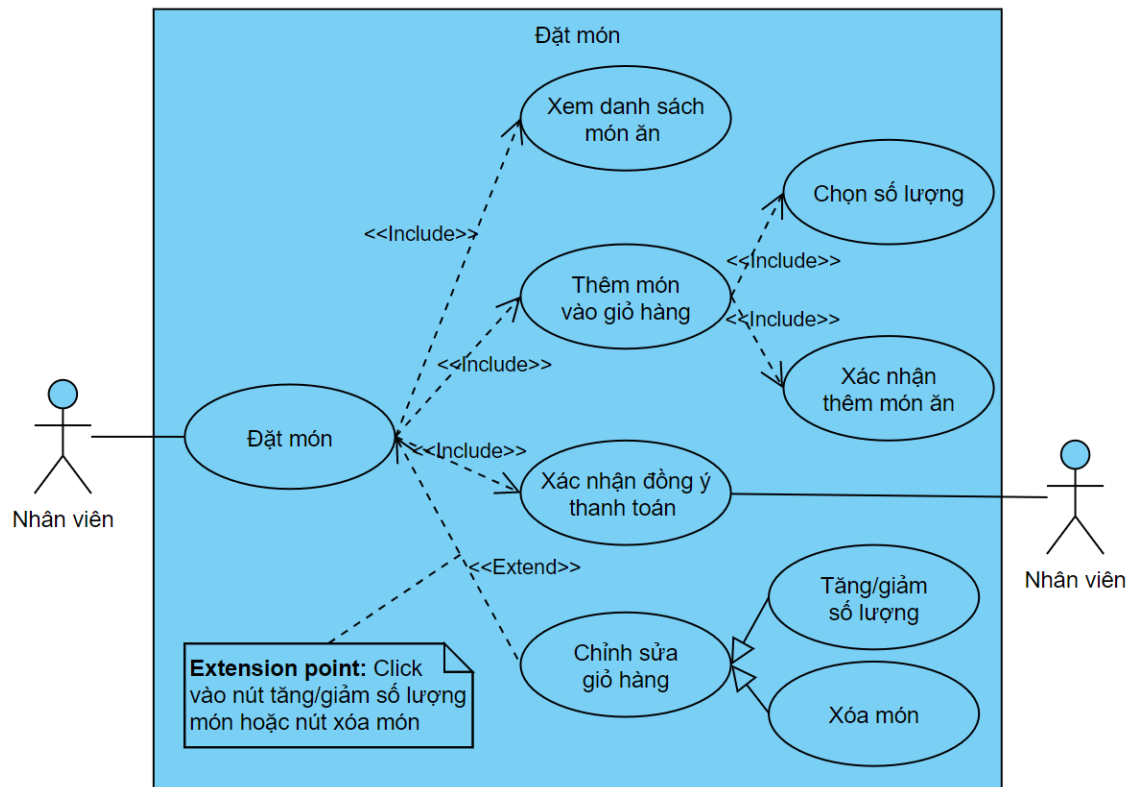 Đặt món
Xem danh sách
món ăn
Chọn số lượng
<<Include>>
<<Include>>
Thêm món
vào giỏ hàng
<<Include>>
<<Include>>
Xác nhận
thêm món ăn
Đặt món
<<Include>>
Xác nhận đồng ý
thanh toán
Nhân viên
Nhân viên
<<Extend>>
Tăng/giảm
số lượng
Extension point: Click
vào nút tăng/giảm số lượng
món hoặc nút xóa món
Chỉnh sửa
giỏ hàng
Xóa món